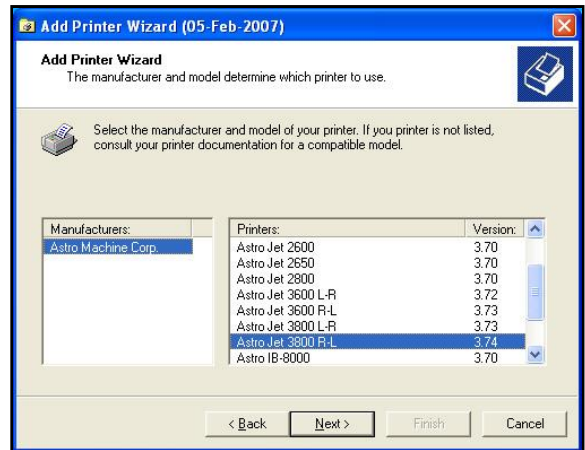 Add Printer Wizard (05-Feb-2007)
Add Printer Wizard
The manufacturer and model determine which printer to use.
Select the manufacturer and model of your printer. If you printer is not listed,
consult your printer documentation for a compatible model.
Manufacturers:
Astro Machine Corp.
Printers: Version:
Astro Jet 2600 3.70
Astro Jet 2650 3.70
Astro Jet 2800 3.70
Astro Jet 3600 L-R 3.72
Astro Jet 3600 R-L 3.73
Astro Jet 3800 L-R 3.73
Astro Jet 3800 R-L 3.74
Astro IB-8000 3.70
< Back Next > Finish Cancel